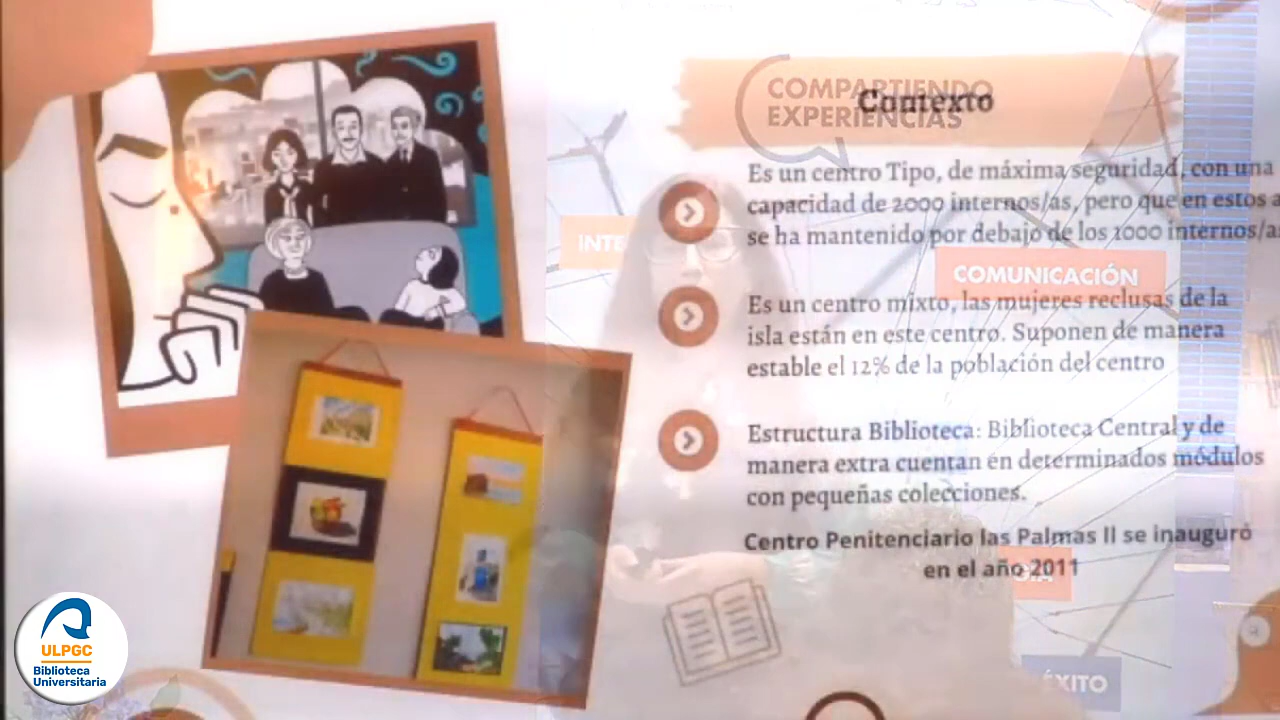 COMPARTIENDO
EXPERIENCIAS
Contexto
Es un centro Tipo, de máxima seguridad, con una
capacidad de 2000 internos/as, pero que en estos a
se ha mantenido por debajo de los 1000 internos/as
INTE
COMUNICACIÓN
Es un centro mixto, las mujeres reclusas de la
isla están en este centro. Suponen de manera
estable el 12% de la población del centro
Estructura Biblioteca: Biblioteca Central y de
manera extra cuentan en determinados módulos
con pequeñas colecciones.
Centro Penitenciario las Palmas II se inauguró
en el año 2011
ÉXITO
ULPGC
Biblioteca
Universitaria